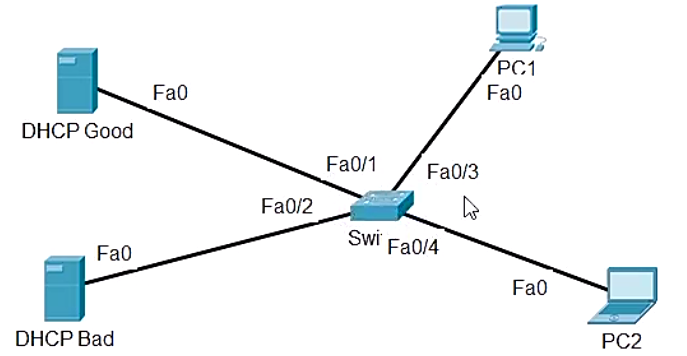 PC1
Fa0
Fa0
DHCP Good
Fa0/1
Fa0/3
Fa0/2
Swi
Fa0/4
Fa0
Fa0
DHCP Bad
PC2